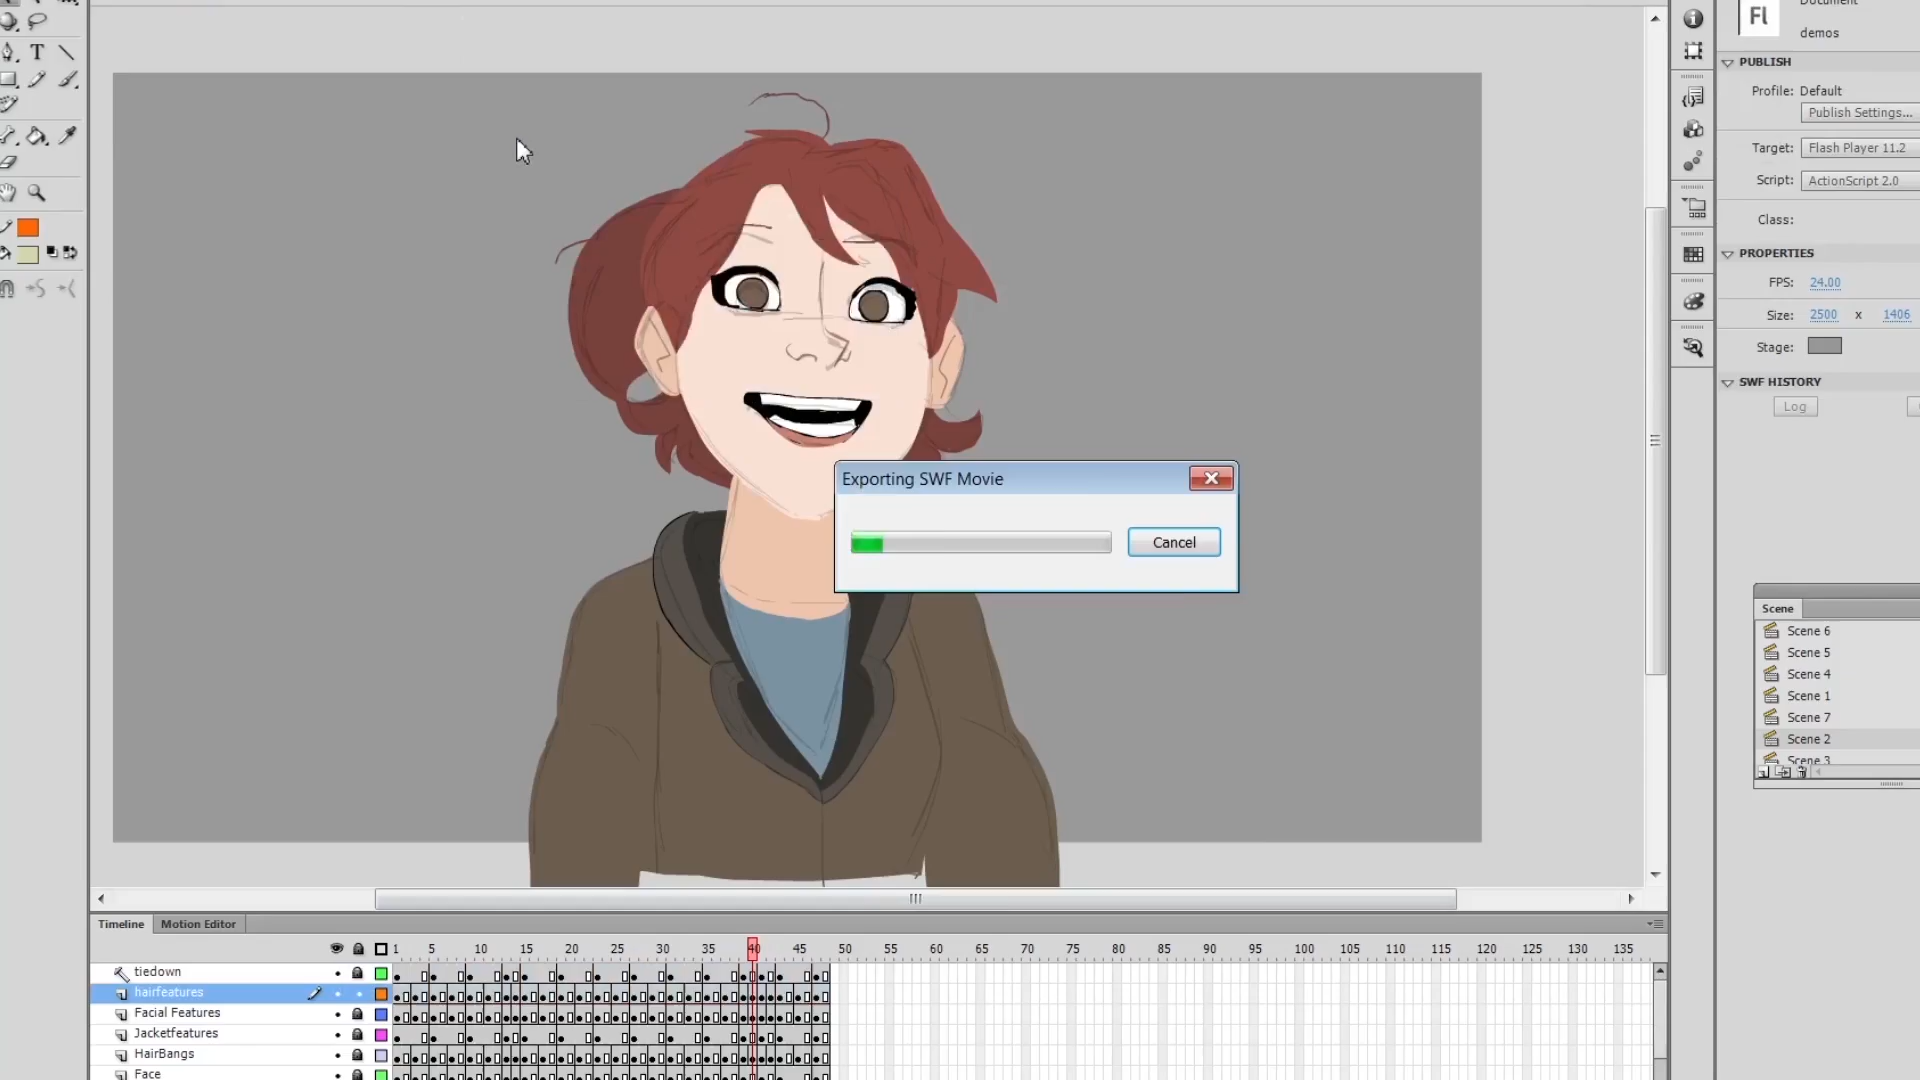 Document
Fl
demos
PUBLISH
Profile: Default
Publish Settings...
Target: Flash Player 11.2
Script: ActionScript 2.0
Class:
PROPERTIES
FPS: 24.00
Size: 2500 x 1406
Stage:
SWF HISTORY
Log
T
Exporting SWF Movie
Cancel
Scene
Scene 6
Scene 5
Scene 4
Scene 1
Scene 7
Scene 2
Scene 3
Timeline Motion Editor
1 5 10 15 20 25 30 35 40 45 50 55 60 65 70 75 80 85 90 95 100 105 110 115 120 125 130 135
tiedown
hairfeatures
Facial Features
Jacketfeatures
HairBangs
Face